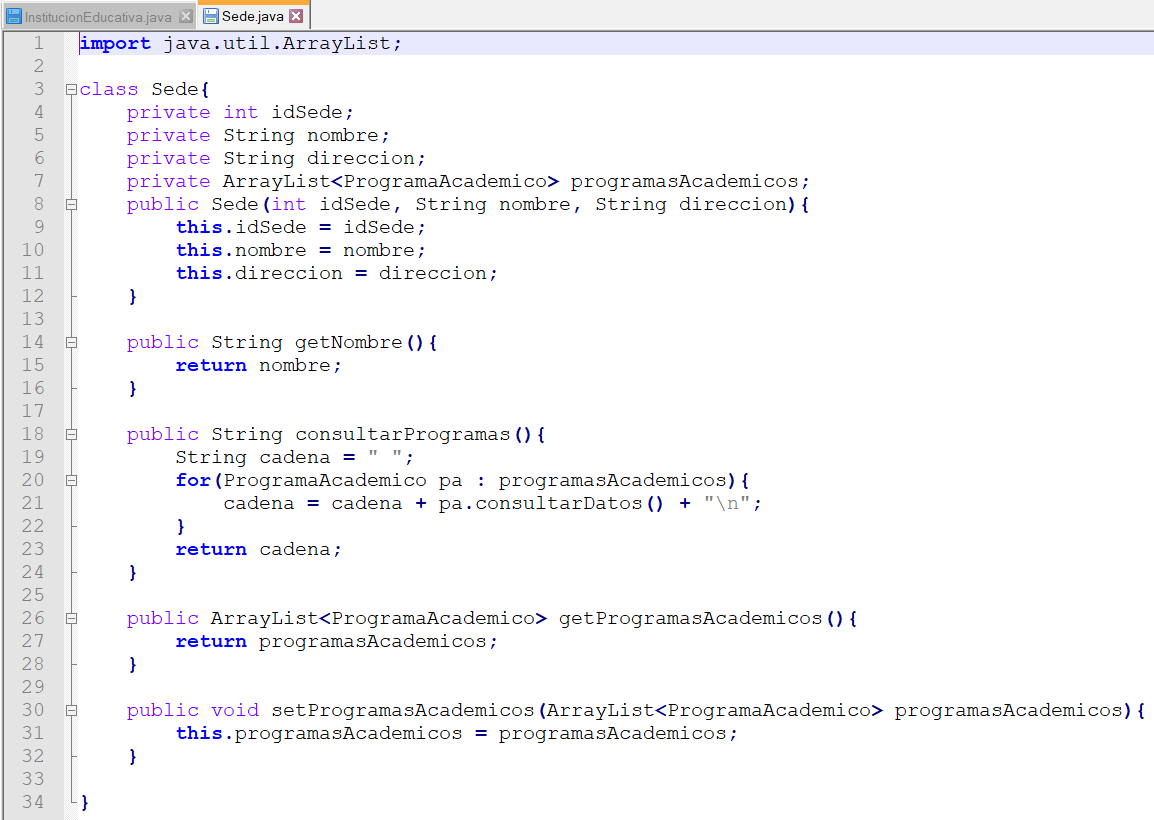 InstitucionEducativa.java Sede.java
1 import java.util.ArrayList;
2
3 class Sede{
4 private int idSede;
5 private String nombre;
6 private String direccion;
7 private ArrayList<ProgramaAcademico> programasAcademicos;
8 public Sede(int idSede, String nombre, String direccion){
9 this.idSede = idSede;
10 this.nombre = nombre;
11 this.direccion = direccion;
12 }
13
14 public String getNombre(){
15 return nombre;
16 }
17
18 public String consultarProgramas(){
19 String cadena = " ";
20 for(ProgramaAcademico pa : programasAcademicos){
21 cadena = cadena + pa.consultarDatos() + "\n";
22 }
23 return cadena;
24 }
25
26 public ArrayList<ProgramaAcademico> getProgramasAcademicos(){
27 return programasAcademicos;
28 }
29
30 public void setProgramasAcademicos(ArrayList<ProgramaAcademico> programasAcademicos){
31 this.programasAcademicos = programasAcademicos;
32 }
33
34 }